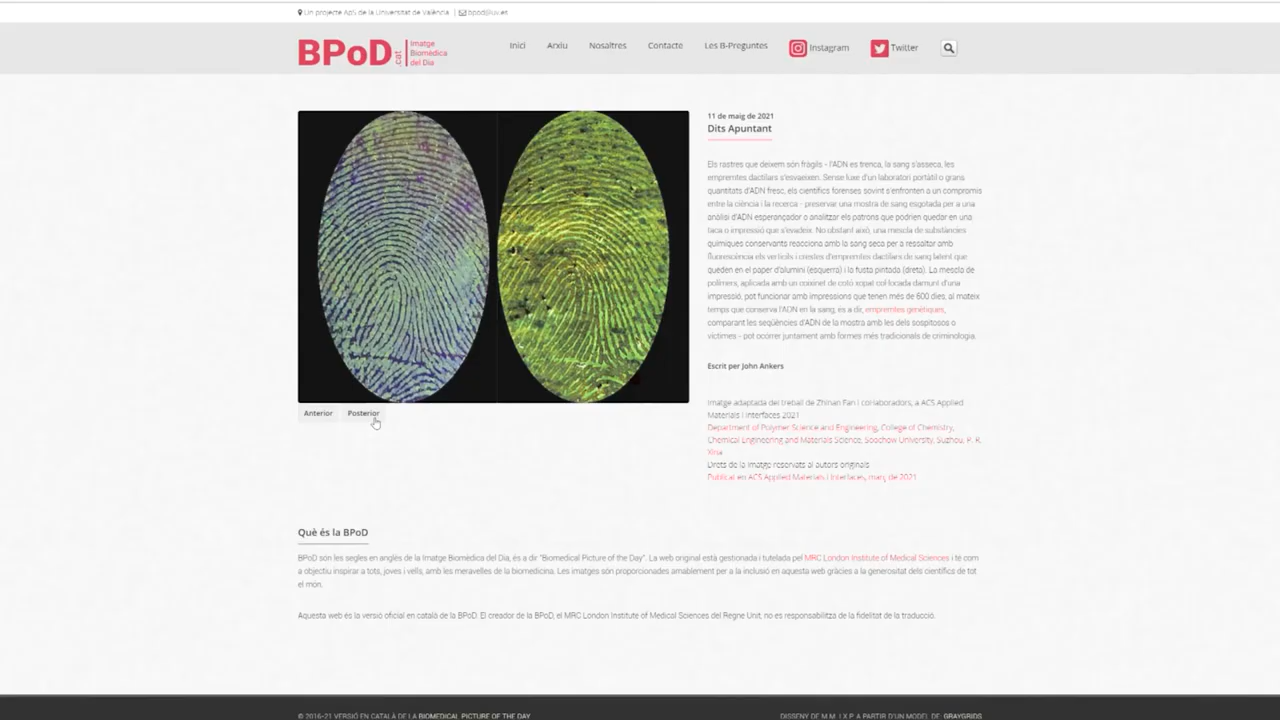 Un projecte ApS de la Universitat de València | bpod@uv.es
BPoD.cat Imatge Biomèdica del Dia
Inici Arxiu Nosaltres Contacte Les B-Preguntes Instagram Twitter
11 de maig de 2021
Dits Apuntant
Els rastres que deixem són fràgils - l'ADN es trenca, la sang s'asseca, les
empremtes dactilars s'esvaeixen. Sense luxe d'un laboratori portàtil o grans
quantitats d'ADN fresc, els científics forenses sovint s'enfronten a un compromís
entre la ciència i la recerca - preservar una mostra de sang esgotada per a una
anàlisi d'ADN esperançador o analitzar els patrons que podrien quedar en una
taca o impressió que s'evadeix. No obstant això, una mescla de substàncies
químiques conservants reacciona amb la sang seca per a ressaltar amb
fluorescència els verticils i crestes d'empremtes dactilars de sang latent que
queden en el paper d'alumini (esquerra) i la fusta pintada (dreta). La mescla de
polímers, aplicada amb un coixinet de cotó xopat col·locada damunt d'una
impressió, pot funcionar amb impressions que tenen més de 600 dies, al mateix
temps que conserva l'ADN en la sang, és a dir, empremtes genètiques,
comparant les seqüències d'ADN de la mostra amb les dels sospitosos o
víctimes - pot ocórrer juntament amb formes més tradicionals de criminologia.
Escrit per John Ankers
Imatge adaptada del treball de Zhinan Fan i col·laboradors, a ACS Applied
Materials i Interfaces 2021
Department of Polymer Science and Engineering, College of Chemistry,
Chemical Engineering and Materials Science, Soochow University, Suzhou, P. R.
Xina
Drets de la imatge reservats al autors originals
Publicat en ACS Applied Materials i Interfaces, març de 2021
Anterior Posterior
Què és la BPoD
BPoD són les segles en anglès de la Imatge Biomèdica del Dia, és a dir "Biomedical Picture of the Day". La web original està gestionada i tutelada pel MRC London Institute of Medical Sciences i té com
a objectiu inspirar a tots, joves i vells, amb les meravelles de la biomedicina. Les imatges són proporcionades amablement per a la inclusió en aquesta web gràcies a la generositat dels científics de tot
el món.
Aquesta web és la versió oficial en català de la BPoD. El creador de la BPoD, el MRC London Institute of Medical Sciences del Regne Unit, no es responsabilitza de la fidelitat de la traducció.
© 2016-21 VERSIÓ EN CATALÀ DE LA BIOMEDICAL PICTURE OF THE DAY
DISSENY DE M.M. I X.P. A PARTIR D'UN MODEL DE: GRAYGRIDS